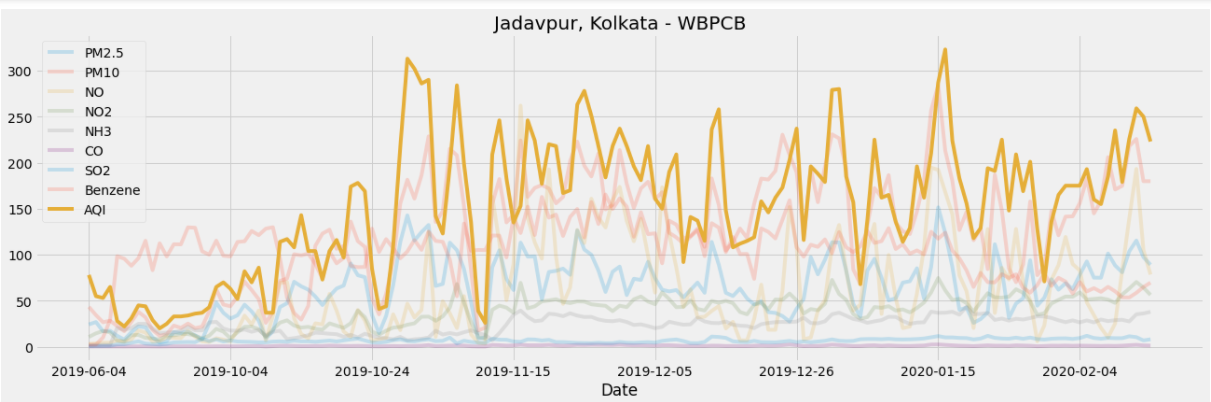 Jadavpur, Kolkata - WBPCB
PM2.5
PM10
NO
NO2
NH3
CO
SO2
Benzene
AQI
300
250
200
150
100
50
0
2019-06-04 2019-10-04 2019-10-24 2019-11-15 2019-12-05 2019-12-26 2020-01-15 2020-02-04
Date